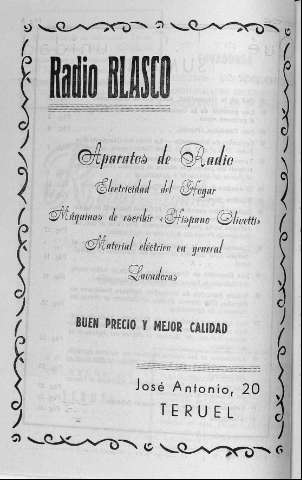 Radio BLASCO
Aparatos de Radio
Electricidad del Hogar
Máquinas de escribir «Hispano Olivetti»
Material eléctrico en general
Lavadoras
BUEN PRECIO Y MEJOR CALIDAD
José Antonio, 20
TERUEL